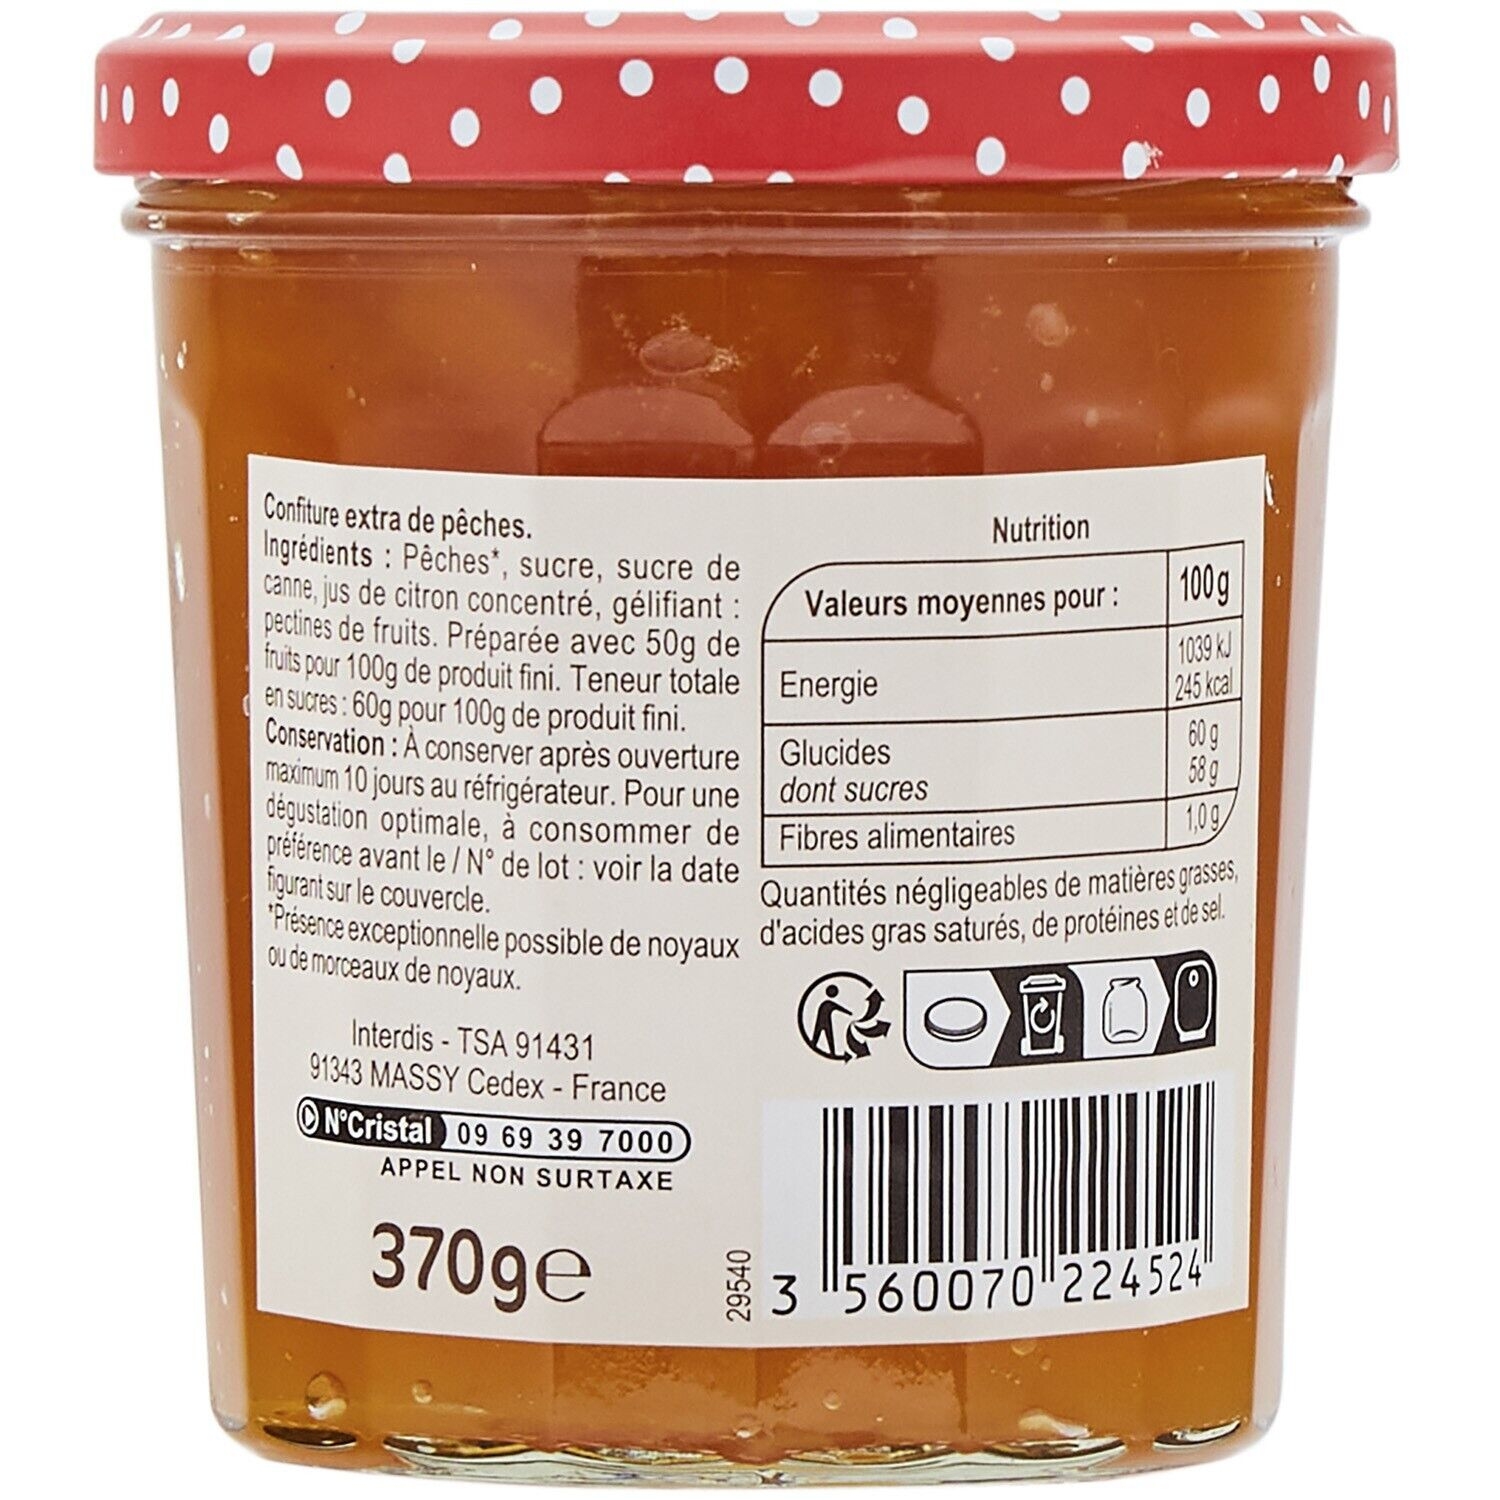 Confiture extra de pêches.
Ingrédients : Pêches*, sucre, sucre de
canne, jus de citron concentré, gélifiant :
pectines de fruits. Préparée avec 50g de
fruits pour 100g de produit fini. Teneur totale
en sucres : 60g pour 100g de produit fini.
Conservation : À conserver après ouverture
maximum 10 jours au réfrigérateur. Pour une
dégustation optimale, à consommer de
préférence avant le / N° de lot : voir la date
figurant sur le couvercle.
*Présence exceptionnelle possible de noyaux
ou de morceaux de noyaux.
Interdis - TSA 91431
91343 MASSY Cedex - France
N°Cristal 09 69 39 7000
APPEL NON SURTAXE
370g e
Nutrition
Valeurs moyennes pour : 100g
Energie 1039 kJ
245 kcal
Glucides 60 g
dont sucres 58 g
Fibres alimentaires 1,0 g
Quantités négligeables de matières grasses,
d'acides gras saturés, de protéines et de sel.
29540
3 560070 224524